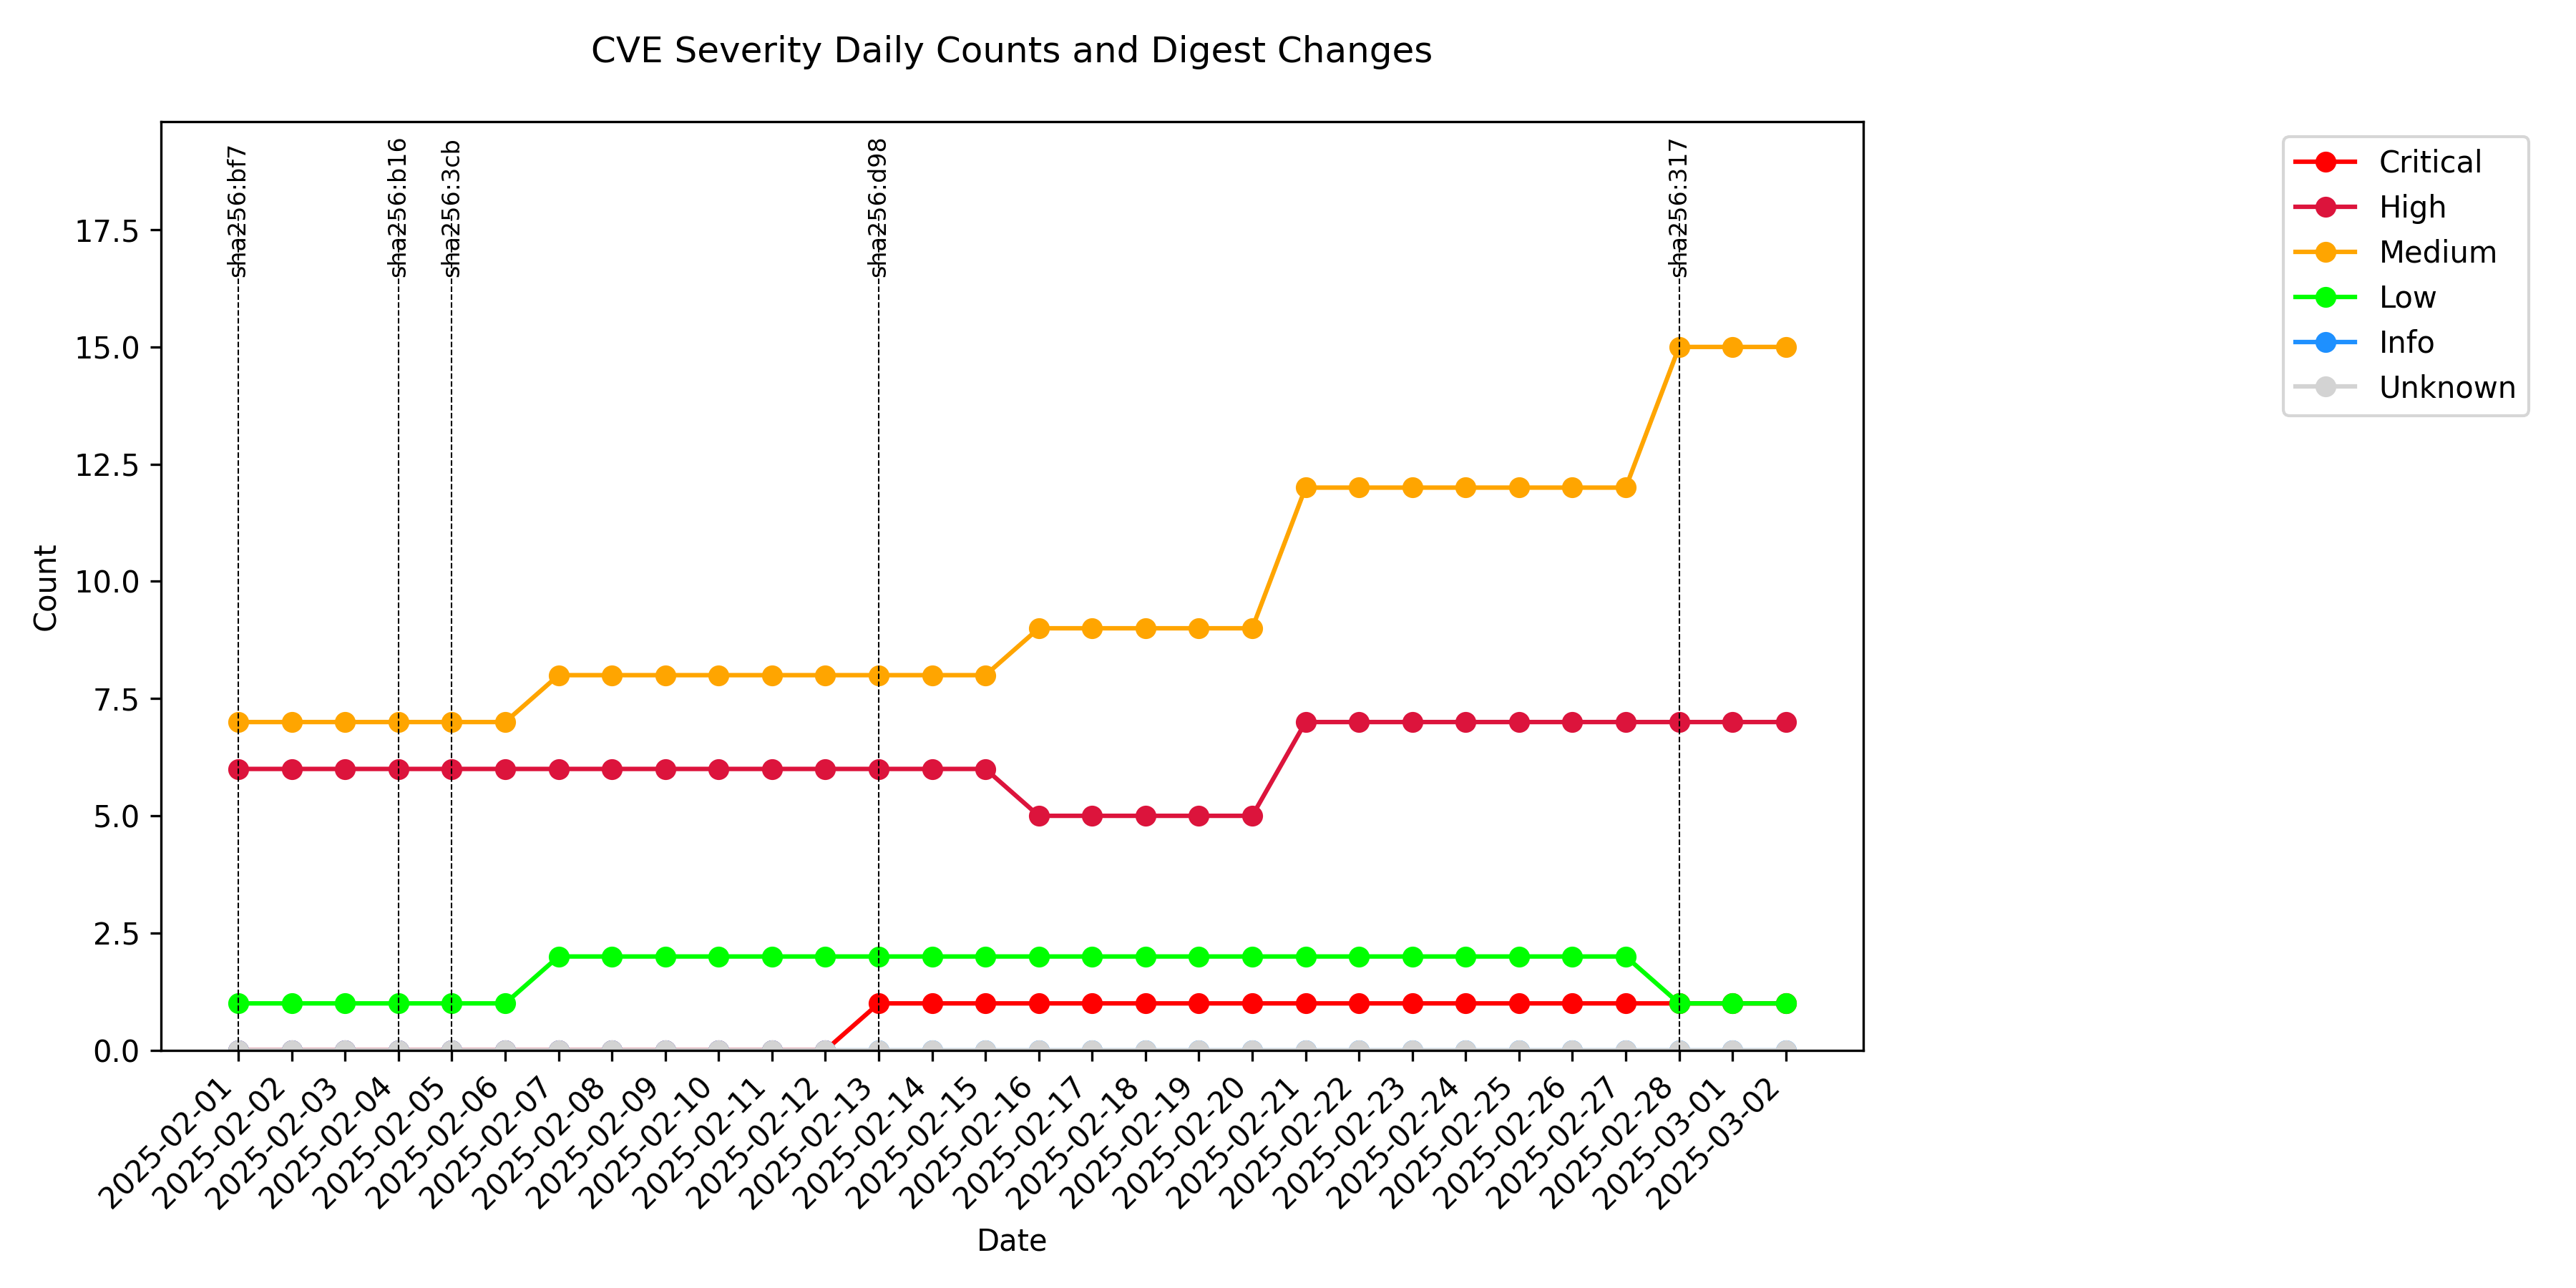 CVE Severity Daily Counts and Digest Changes
sha256:bf7
sha256:b16
sha256:3cb
sha256:d98
sha256:317
Critical
High
Medium
Low
Info
Unknown
17.5
15.0
12.5
10.0
7.5
5.0
2.5
0.0
Count
2025-02-01
2025-02-02
2025-02-03
2025-02-04
2025-02-05
2025-02-06
2025-02-07
2025-02-08
2025-02-09
2025-02-10
2025-02-11
2025-02-12
2025-02-13
2025-02-14
2025-02-15
2025-02-16
2025-02-17
2025-02-18
2025-02-19
2025-02-20
2025-02-21
2025-02-22
2025-02-23
2025-02-24
2025-02-25
2025-02-26
2025-02-27
2025-02-28
2025-03-01
2025-03-02
Date